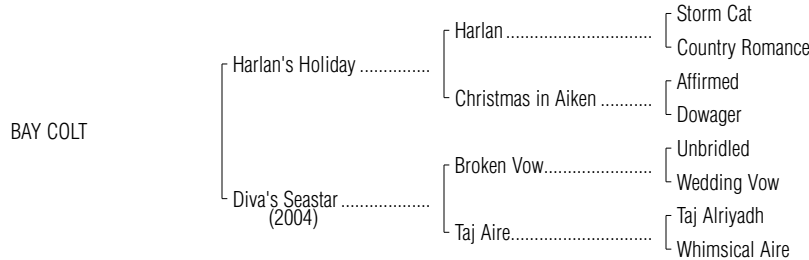 Storm Cat
Harlan ..............................
Country Romance
Harlan's Holiday ...............
Affirmed
Christmas in Aiken ...........
Dowager
BAY COLT
Unbridled
Broken Vow......................
Wedding Vow
Diva's Seastar ..................
(2004)
Taj Alriyadh
Taj Aire.............................
Whimsical Aire